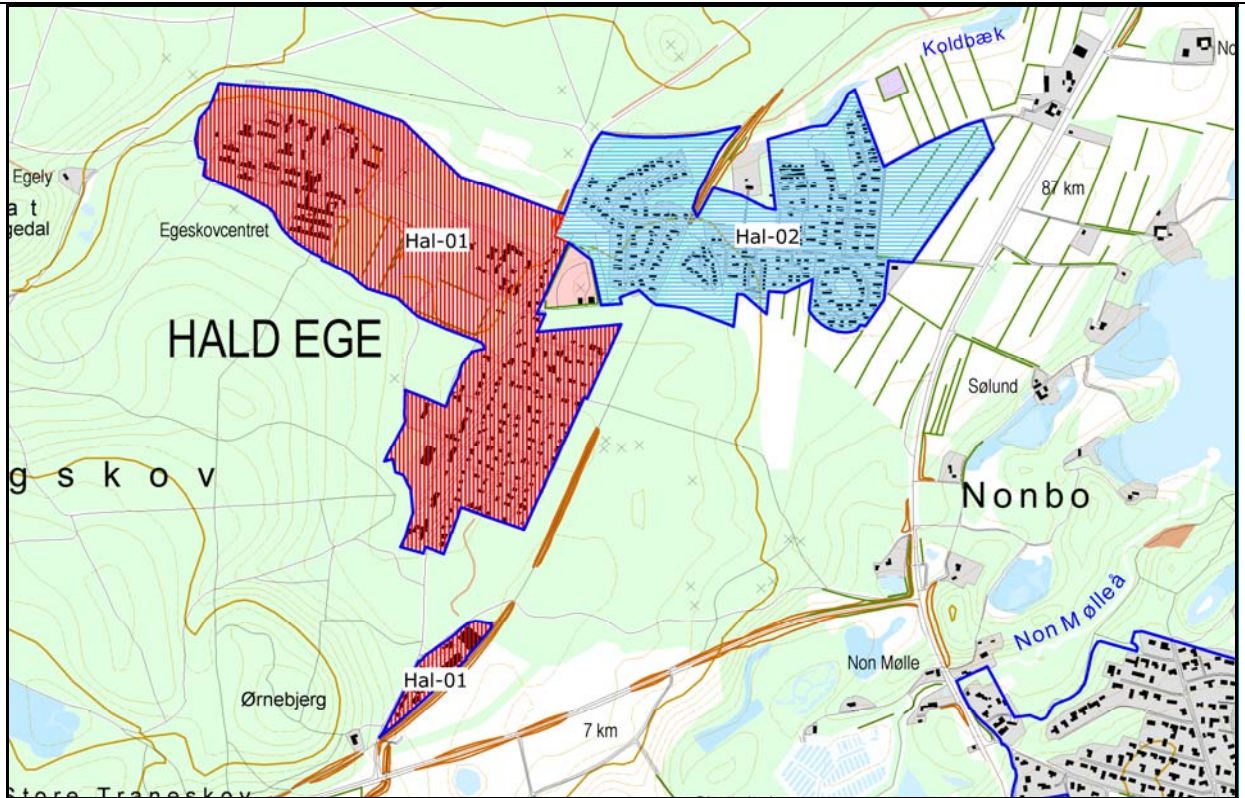 Koldbæk
No
Egely
a t
gedal
Egeskovcentret
Hal-01
Hal-02
87 km
HALD EGE
Sølund
g s k o v
Nonbo
Non Mølleå
Non Mølle
Hal-01
Ørnebjerg
7 km
Store Traneskov